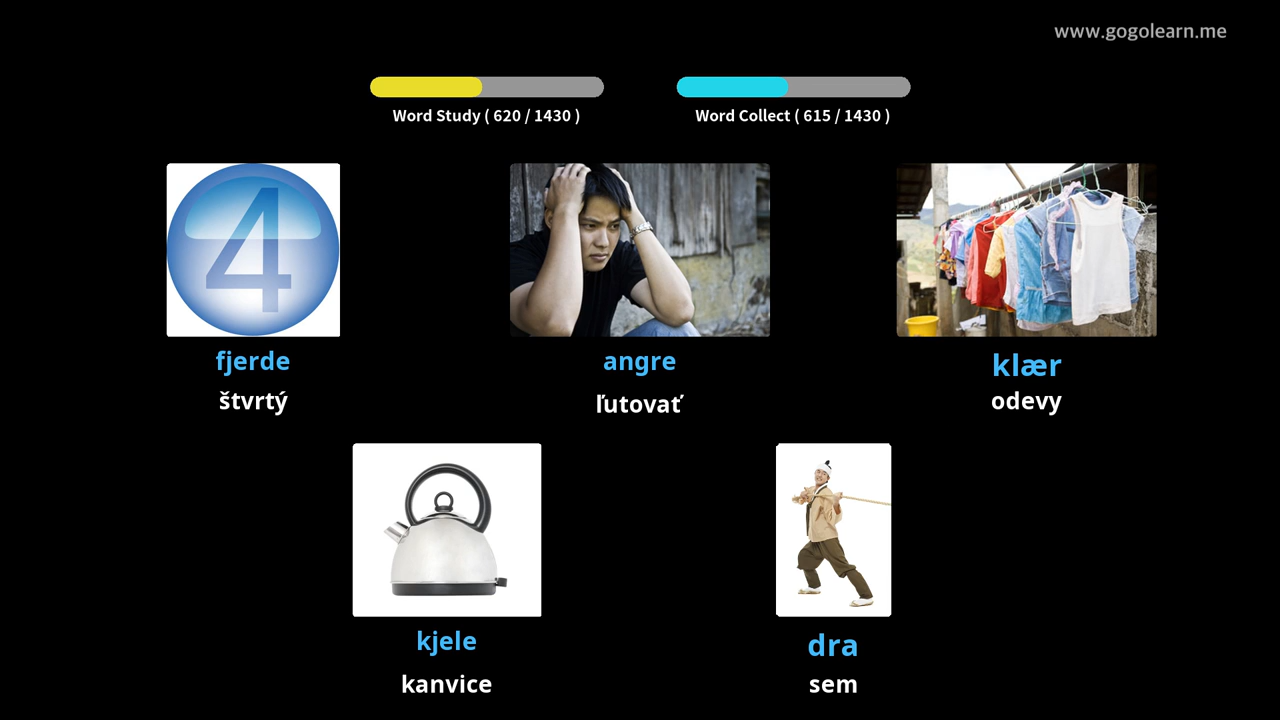 www.gogolearn.me
Word Study ( 620 / 1430 )
Word Collect ( 615 / 1430 )
4
fjerde
štvrtý
angre
ľutovať
klær
odevy
kjele
kanvice
dra
sem